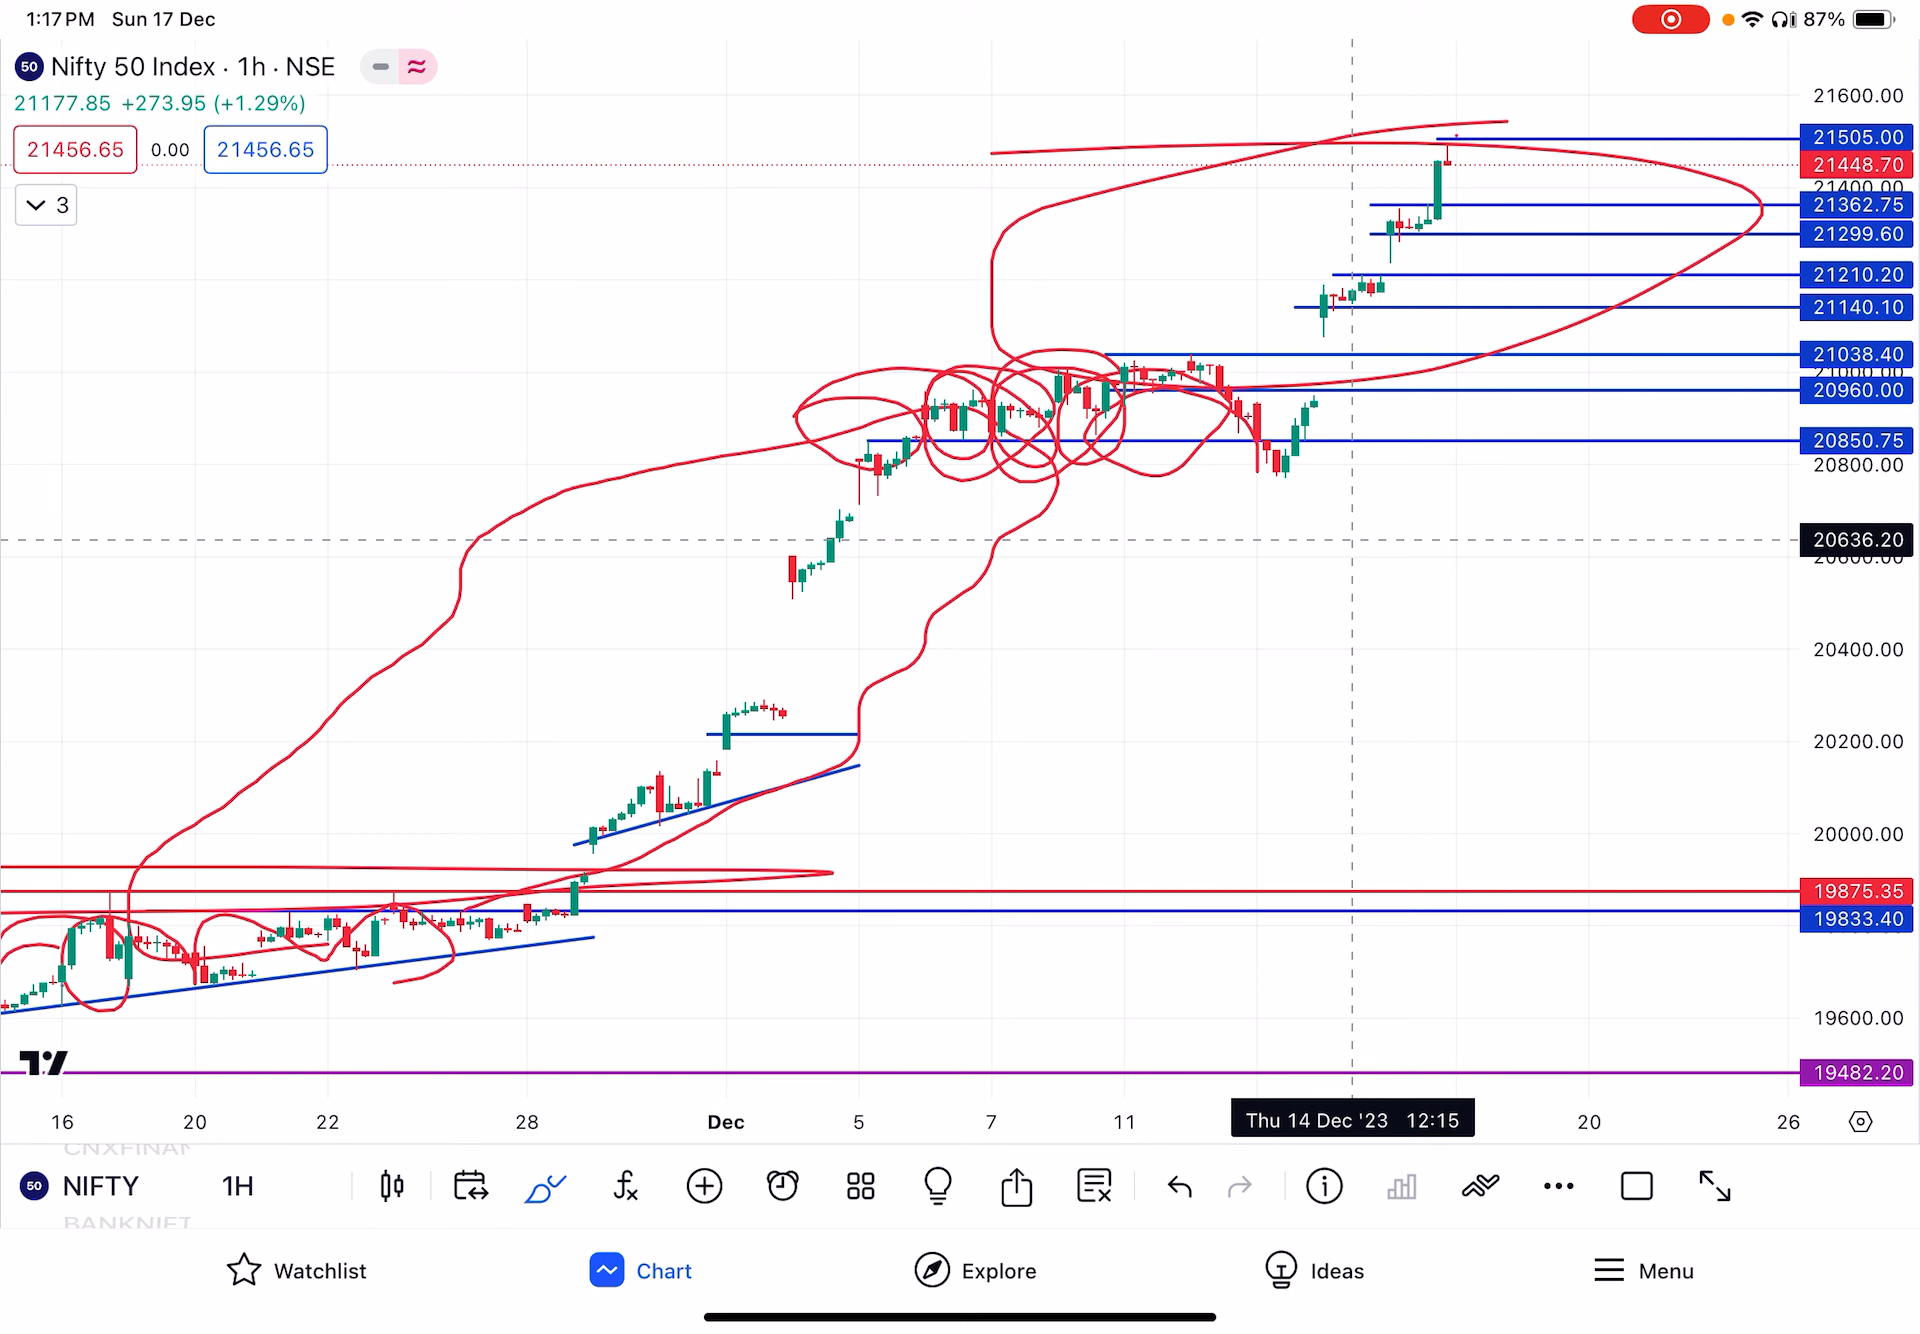 1:17 PM Sun 17 Dec 87%
50 Nifty 50 Index · 1h · NSE
21177.85 +273.95 (+1.29%)
21456.65 0.00 21456.65
3
21600.00
21505.00
21448.70
21400.00
21362.75
21299.60
21210.20
21140.10
21038.40
21000.00
20960.00
20850.75
20800.00
20636.20
20600.00
20400.00
20200.00
20000.00
19875.35
19833.40
19600.00
19482.20
16 20 22 28 Dec 5 7 11 Thu 14 Dec '23 12:15 20 26
CNXFINAN
50 NIFTY 1H
BANKNIFT
Watchlist Chart Explore Ideas Menu